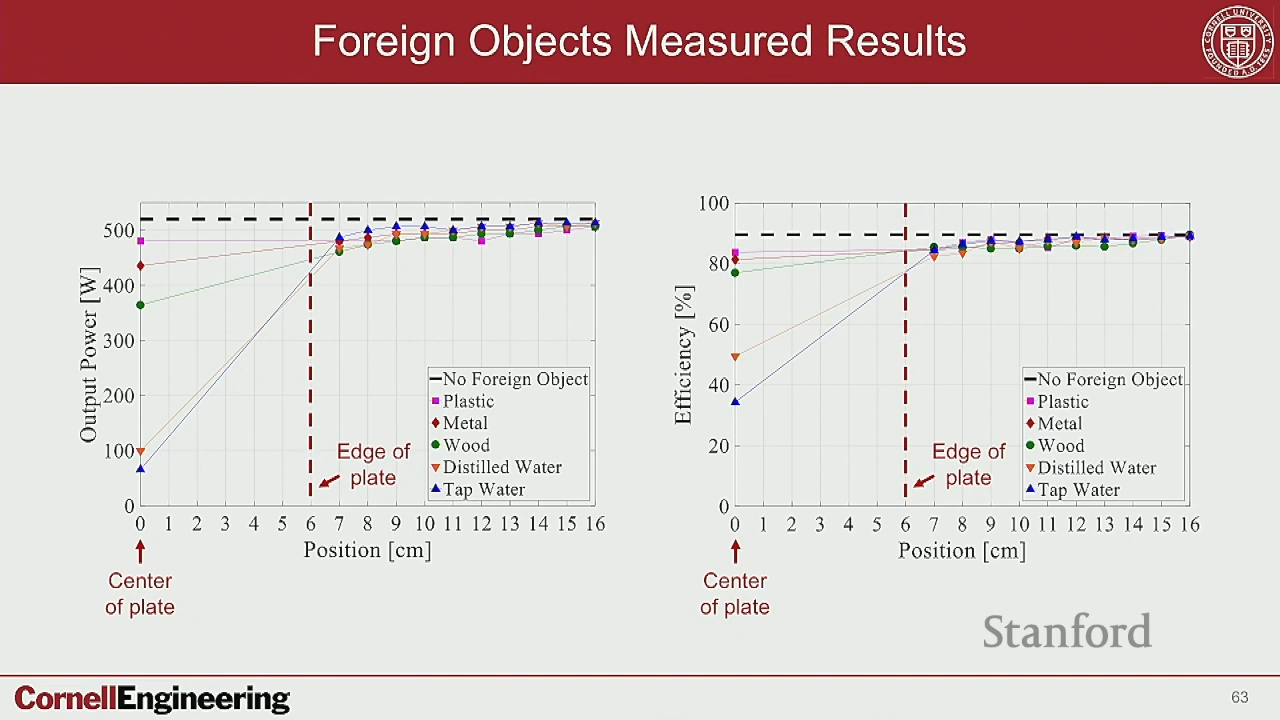 Foreign Objects Measured Results
CORNELL UNIVERSITY
FOUNDED A.D. 1865
Output Power [W]
500
400
300
200
100
0
No Foreign Object
Plastic
Metal
Wood
Distilled Water
Tap Water
Edge of
plate
0 1 2 3 4 5 6 7 8 9 10 11 12 13 14 15 16
Position [cm]
Center
of plate
Efficiency [%]
100
80
60
40
20
0
No Foreign Object
Plastic
Metal
Wood
Distilled Water
Tap Water
Edge of
plate
0 1 2 3 4 5 6 7 8 9 10 11 12 13 14 15 16
Position [cm]
Center
of plate
Stanford
CornellEngineering
63